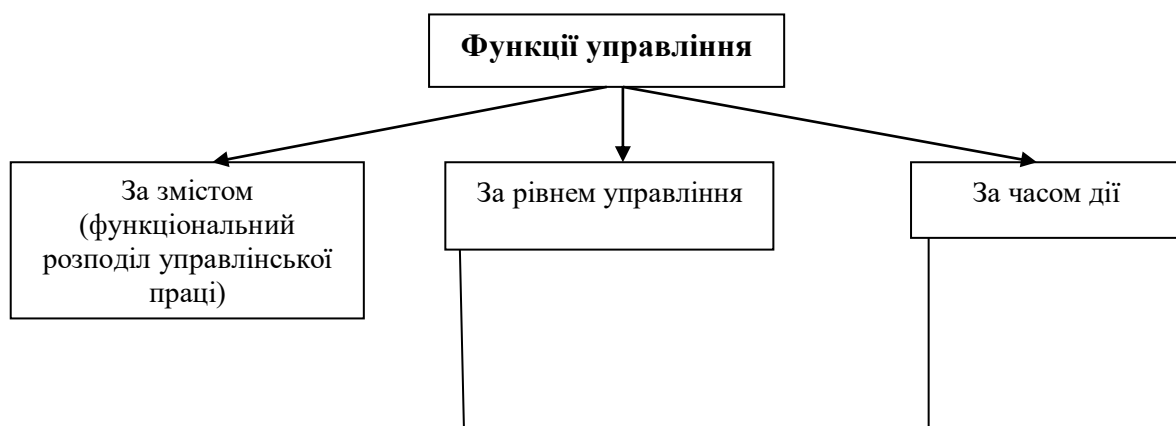 Функції управління
За змістом
(функціональний
розподіл управлінської
праці)
За рівнем управління
За часом дії